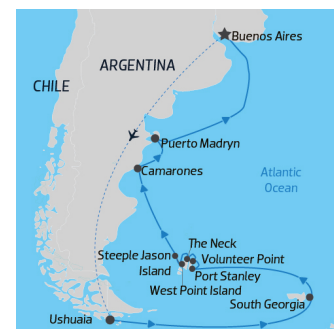 Buenos Aires
ARGENTINA
CHILE
Puerto Madryn
Camarones
Atlantic
Ocean
The Neck
Steeple Jason
Island
Volunteer Point
Port Stanley
West Point Island
South Georgia
Ushuaia